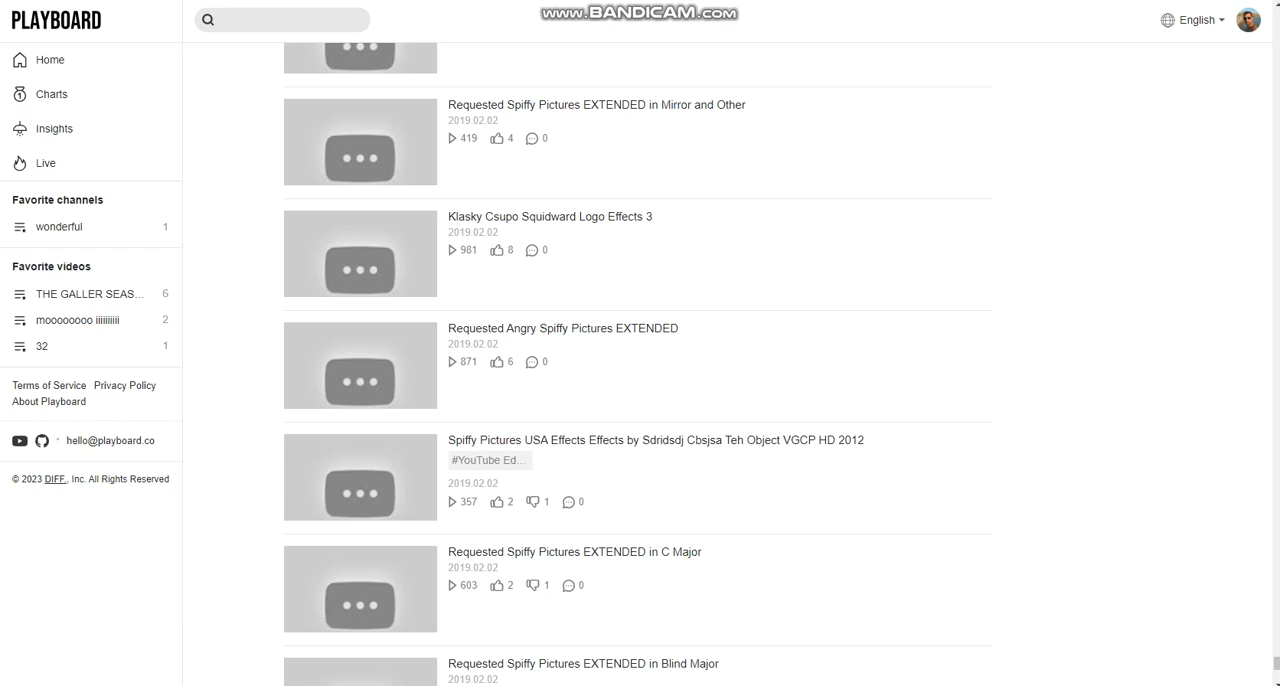 PLAYBOARD
www.BANDICAM.com
English
Home
Charts
Insights
Live
Favorite channels
wonderful 1
Favorite videos
THE GALLER SEAS... 6
moooooooo iiiiiiiiii 2
32 1
Terms of Service Privacy Policy
About Playboard
hello@playboard.co
© 2023 DIFF., Inc. All Rights Reserved
Requested Spiffy Pictures EXTENDED in Mirror and Other
2019.02.02
419 4 0
Klasky Csupo Squidward Logo Effects 3
2019.02.02
981 8 0
Requested Angry Spiffy Pictures EXTENDED
2019.02.02
871 6 0
Spiffy Pictures USA Effects Effects by Sdridsdj Cbsjsa Teh Object VGCP HD 2012
#YouTube Ed...
2019.02.02
357 2 1 0
Requested Spiffy Pictures EXTENDED in C Major
2019.02.02
603 2 1 0
Requested Spiffy Pictures EXTENDED in Blind Major
2019.02.02